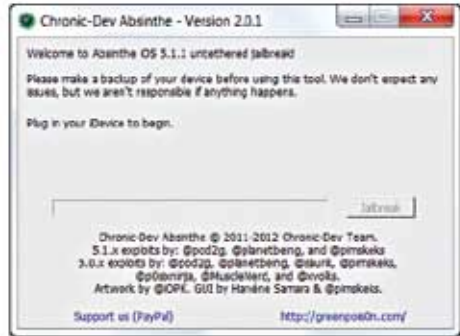 Chronic-Dev Absinthe - Version 2.0.1
Welcome to Absinthe OS 5.1.1 untethered jailbreak!
Please make a backup of your device before using this tool. We don't expect any
issues, but we aren't responsible if anything happens.
Plug in your iDevice to begin.
Jailbreak
Chronic-Dev Absinthe © 2011-2012 Chronic-Dev Team.
5.1.x exploits by: @pod2g, @planetbeing, and @pimskeks
5.0.x exploits by: @pod2g, @planetbeing, @saurik, @pimskeks,
@p0sixninja, @MuscleNerd, and @xvolks.
Artwork by @iOPK. GUI by Hanéne Samara & @pimskeks.
Support us (PayPal)
http://greenpois0n.com/